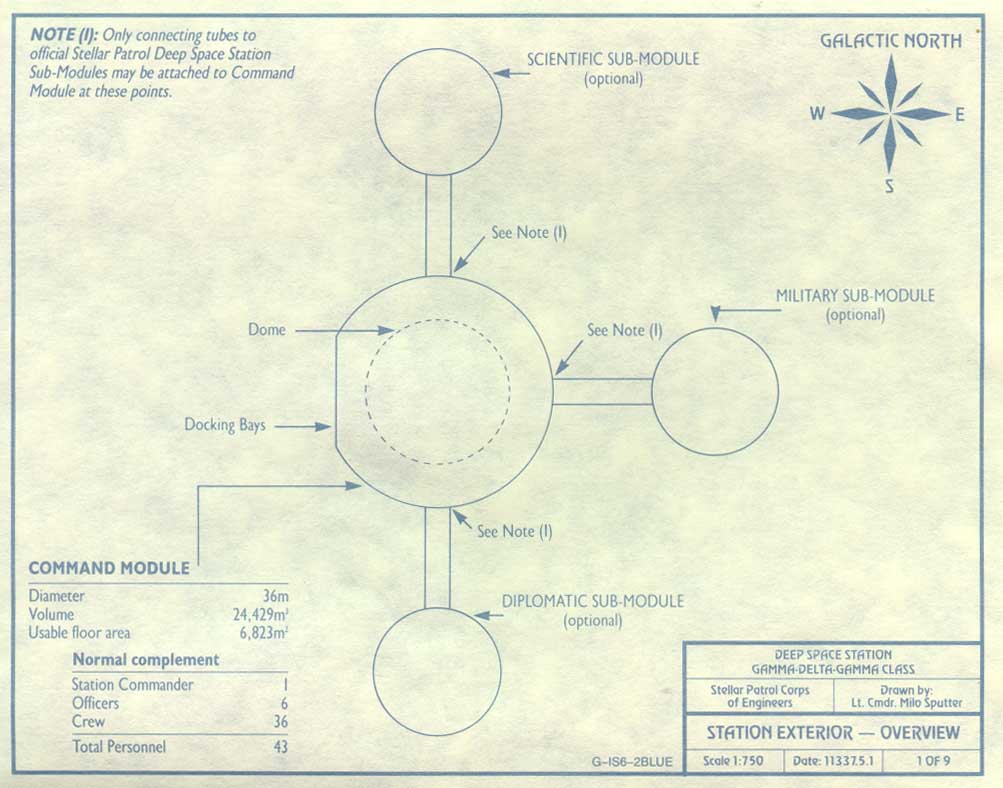 NOTE (I): Only connecting tubes to
official Stellar Patrol Deep Space Station
Sub-Modules may be attached to Command
Module at these points.
SCIENTIFIC SUB-MODULE
(optional)
GALACTIC NORTH
W
E
S
See Note (I)
MILITARY SUB-MODULE
(optional)
Dome
See Note (I)
Docking Bays
See Note (I)
COMMAND MODULE
Diameter 36m
Volume 24,429m³
Usable floor area 6,823m²
Normal complement
Station Commander 1
Officers 6
Crew 36
Total Personnel 43
DIPLOMATIC SUB-MODULE
(optional)
DEEP SPACE STATION
GAMMA-DELTA-GAMMA CLASS
Stellar Patrol Corps
of Engineers
Drawn by:
Lt. Cmdr. Milo Sputter
STATION EXTERIOR — OVERVIEW
G-IS6-2BLUE
Scale 1:750
Date: 11337.5.1
1 OF 9